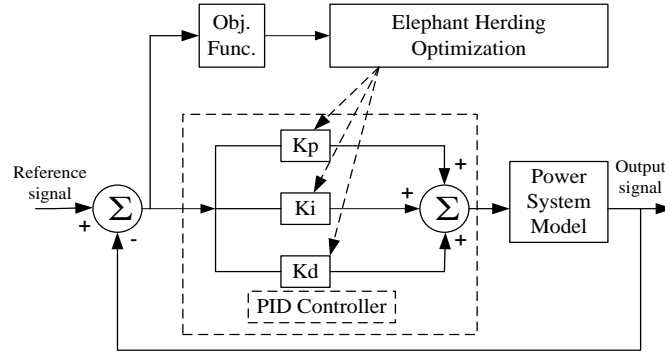 Obj.
Func.
Elephant Herding
Optimization
Kp
Reference
signal
+
Σ
-
Ki
+
+
Σ
+
Power
System
Model
Output
signal
Kd
PID Controller